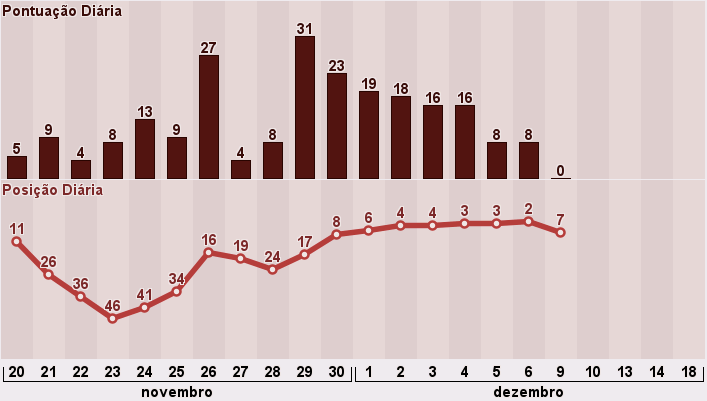 Pontuação Diária
5 9 4 8 13 9 27 4 8 31 23 19 18 16 16 8 8 0
Posição Diária
11 26 36 46 41 34 16 19 24 17 8 6 4 4 3 3 2 7
20 21 22 23 24 25 26 27 28 29 30 1 2 3 4 5 6 9 10 13 14 18
novembro dezembro